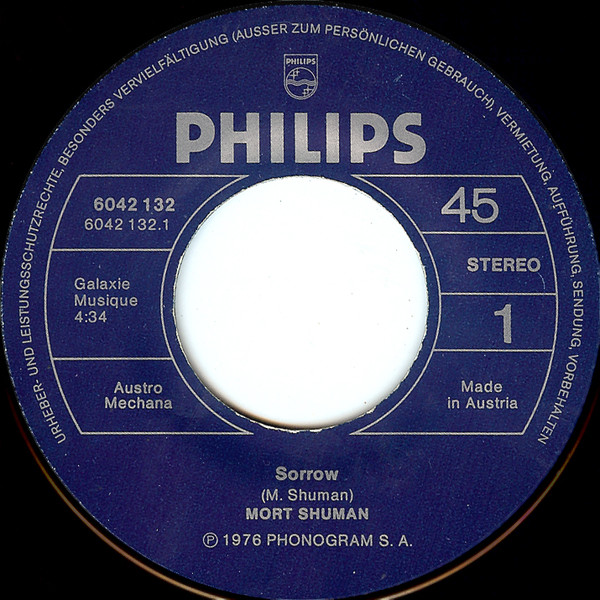 URHEBER- UND LEISTUNGSSCHUTZRECHTE, BESONDERS VERVIELFÄLTIGUNG (AUSSER ZUM PERSÖNLICHEN GEBRAUCH), VERMIETUNG, AUFFÜHRUNG, SENDUNG, VORBEHALTEN
PHILIPS
PHILIPS
6042 132
6042 132.1
45
STEREO
Galaxie
Musique
4:34
1
Austro
Mechana
Made
in Austria
Sorrow
(M. Shuman)
MORT SHUMAN
Ⓟ 1976 PHONOGRAM S. A.